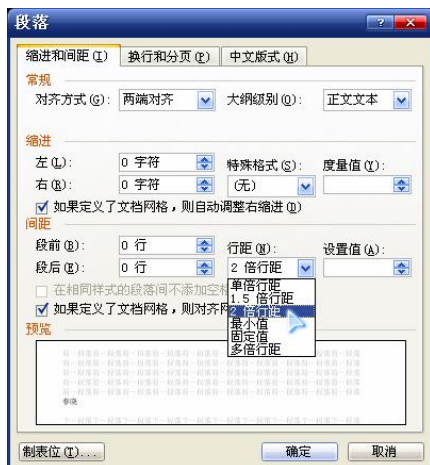 段落
缩进和间距(I) 换行和分页(P) 中文版式(H)
常规
对齐方式(G): 两端对齐 大纲级别(O): 正文文本
缩进
左(L): 0 字符 特殊格式(S): 度量值(Y):
右(R): 0 字符 (无)
如果定义了文档网格，则自动调整右缩进(D)
间距
段前(B): 0 行 行距(N): 设置值(A):
段后(E): 0 行 2 倍行距
单倍行距
在相同样式的段落间不添加空
1.5 倍行距
如果定义了文档网格，则对齐
2 倍行距
最小值
固定值
多倍行距
预览
春晓
制表位(T)... 确定 取消